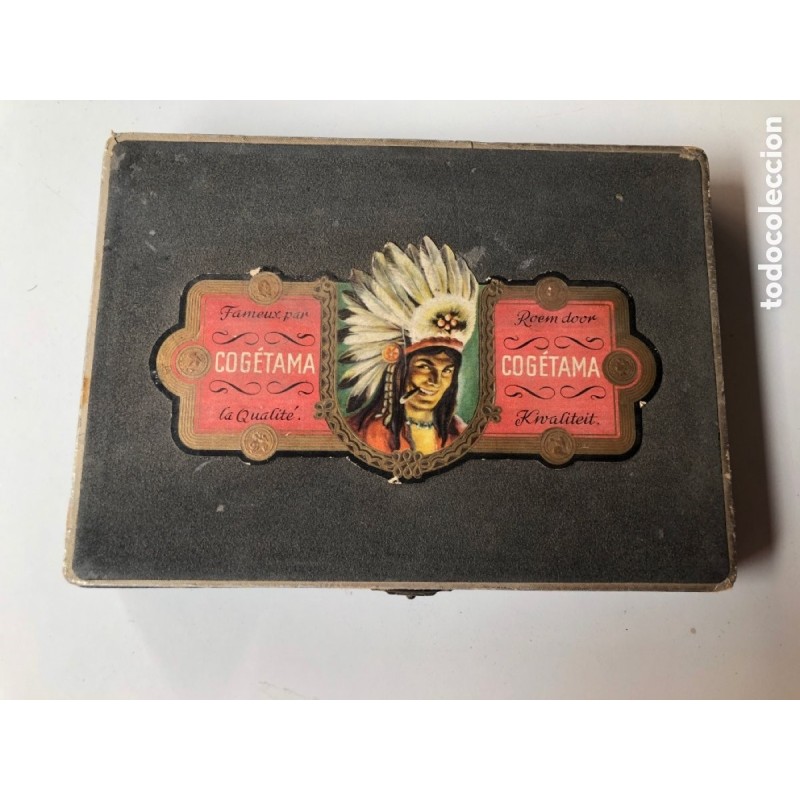 Fameux par
COGÉTAMA
la Qualité.
Roem door
COGÉTAMA
Kwaliteit.
todocoleccion